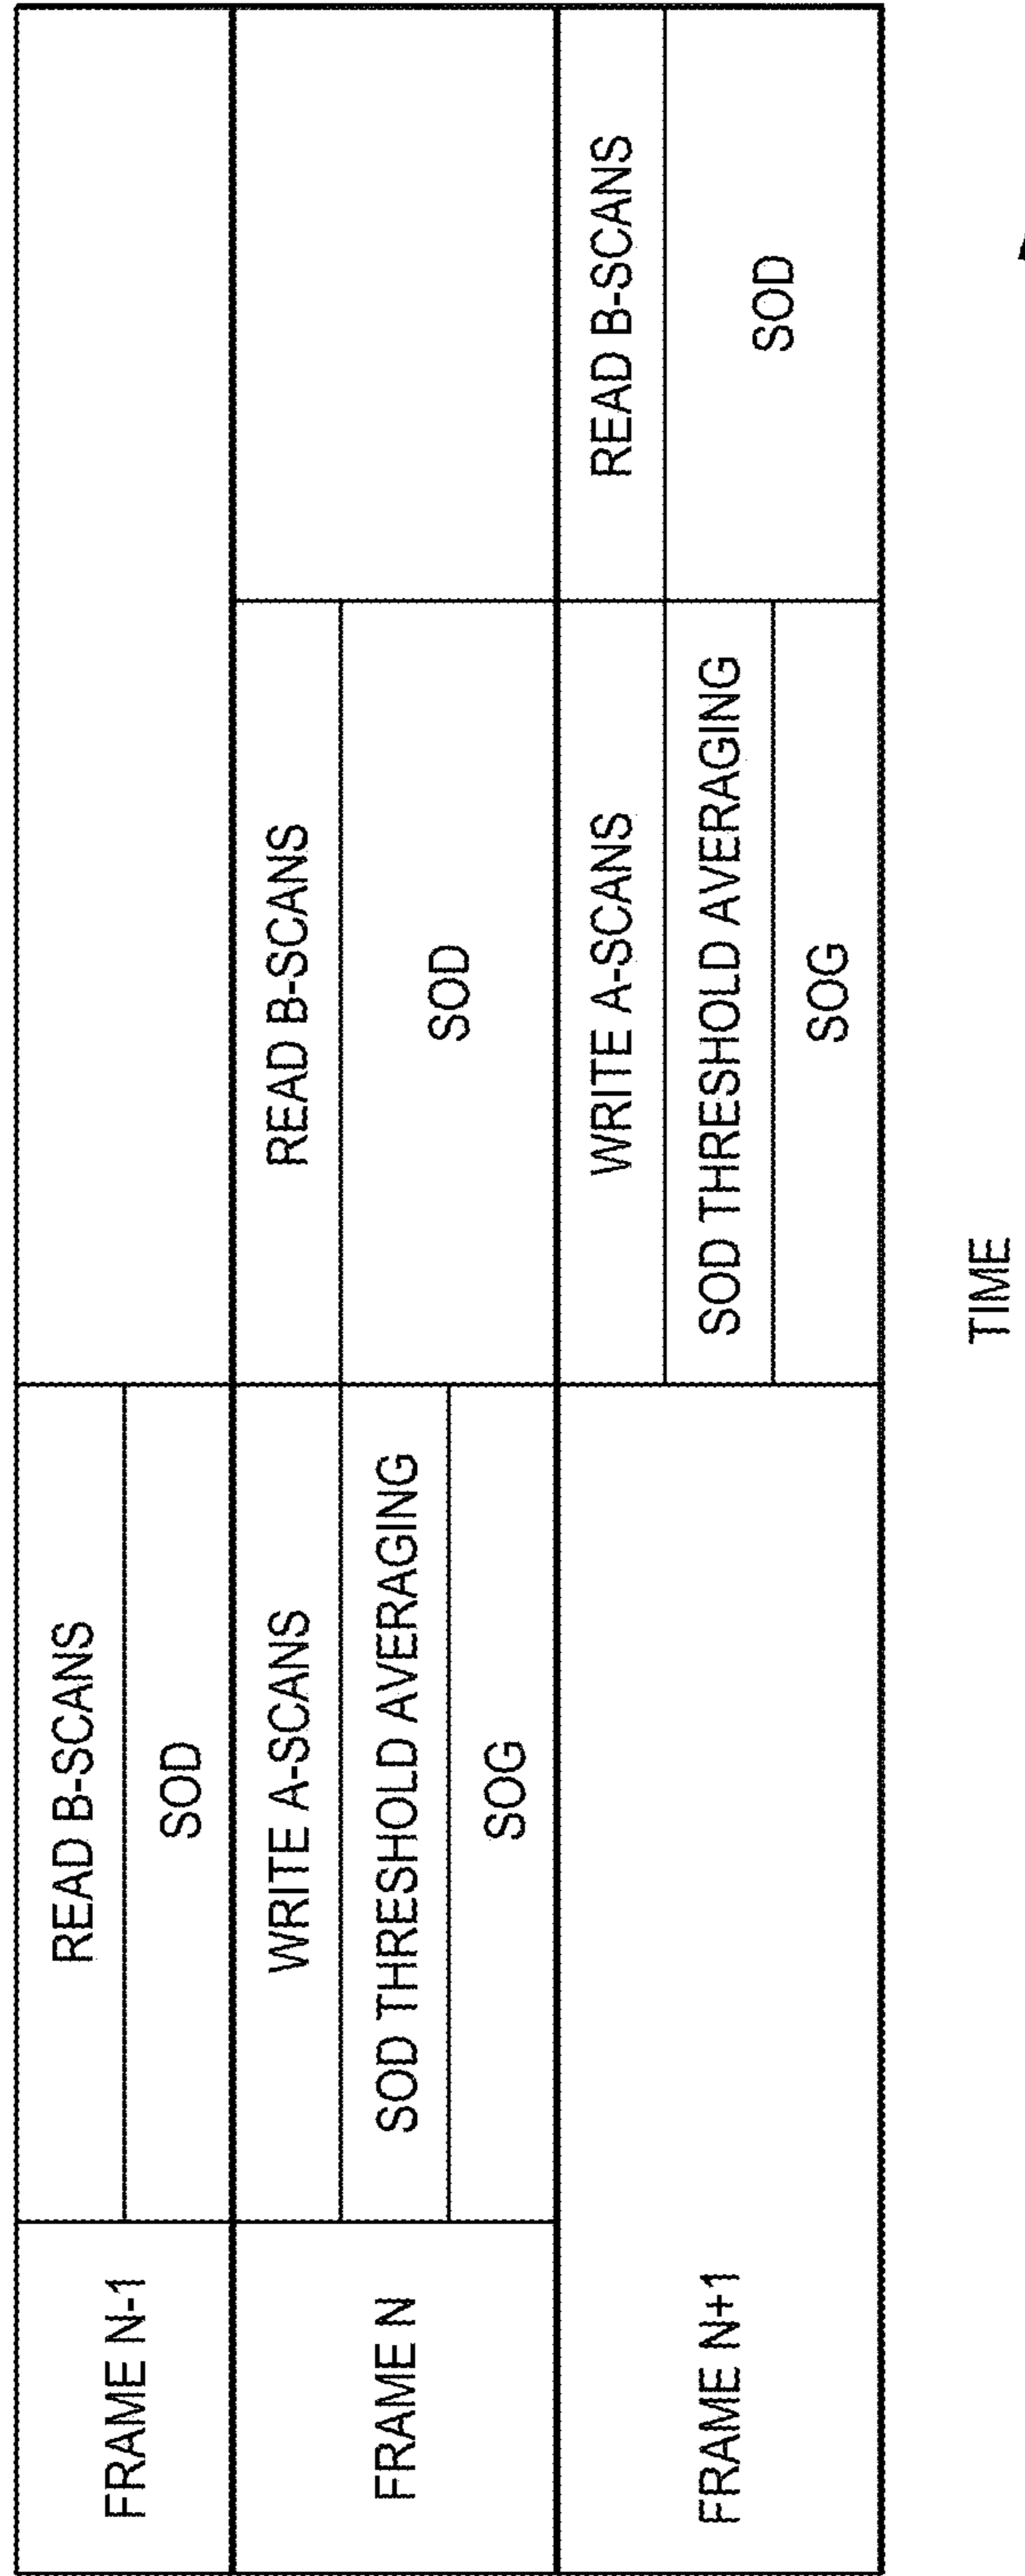 FRAME N-1
READ B-SCANS
SOD
FRAME N
WRITE A-SCANS
SOD THRESHOLD AVERAGING
SOG
READ B-SCANS
SOD
FRAME N+1
WRITE A-SCANS
SOD THRESHOLD AVERAGING
SOG
READ B-SCANS
SOD
TIME